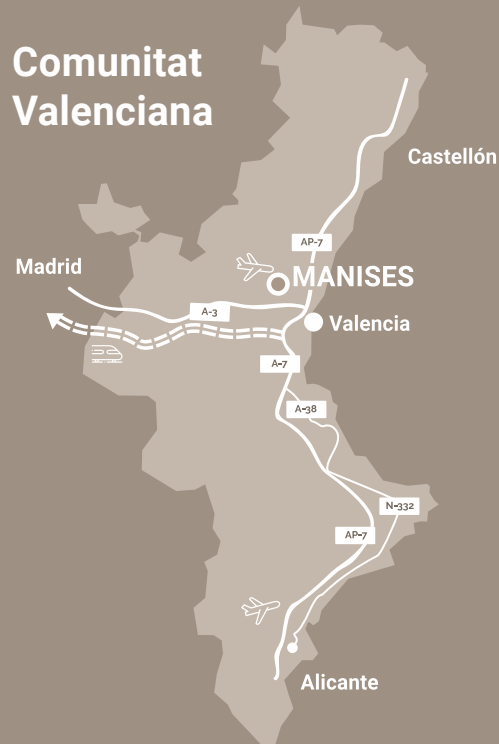 Comunitat
Valenciana
Castellón
AP-7
Madrid
MANISES
A-3
Valencia
A-7
A-38
N-332
AP-7
Alicante